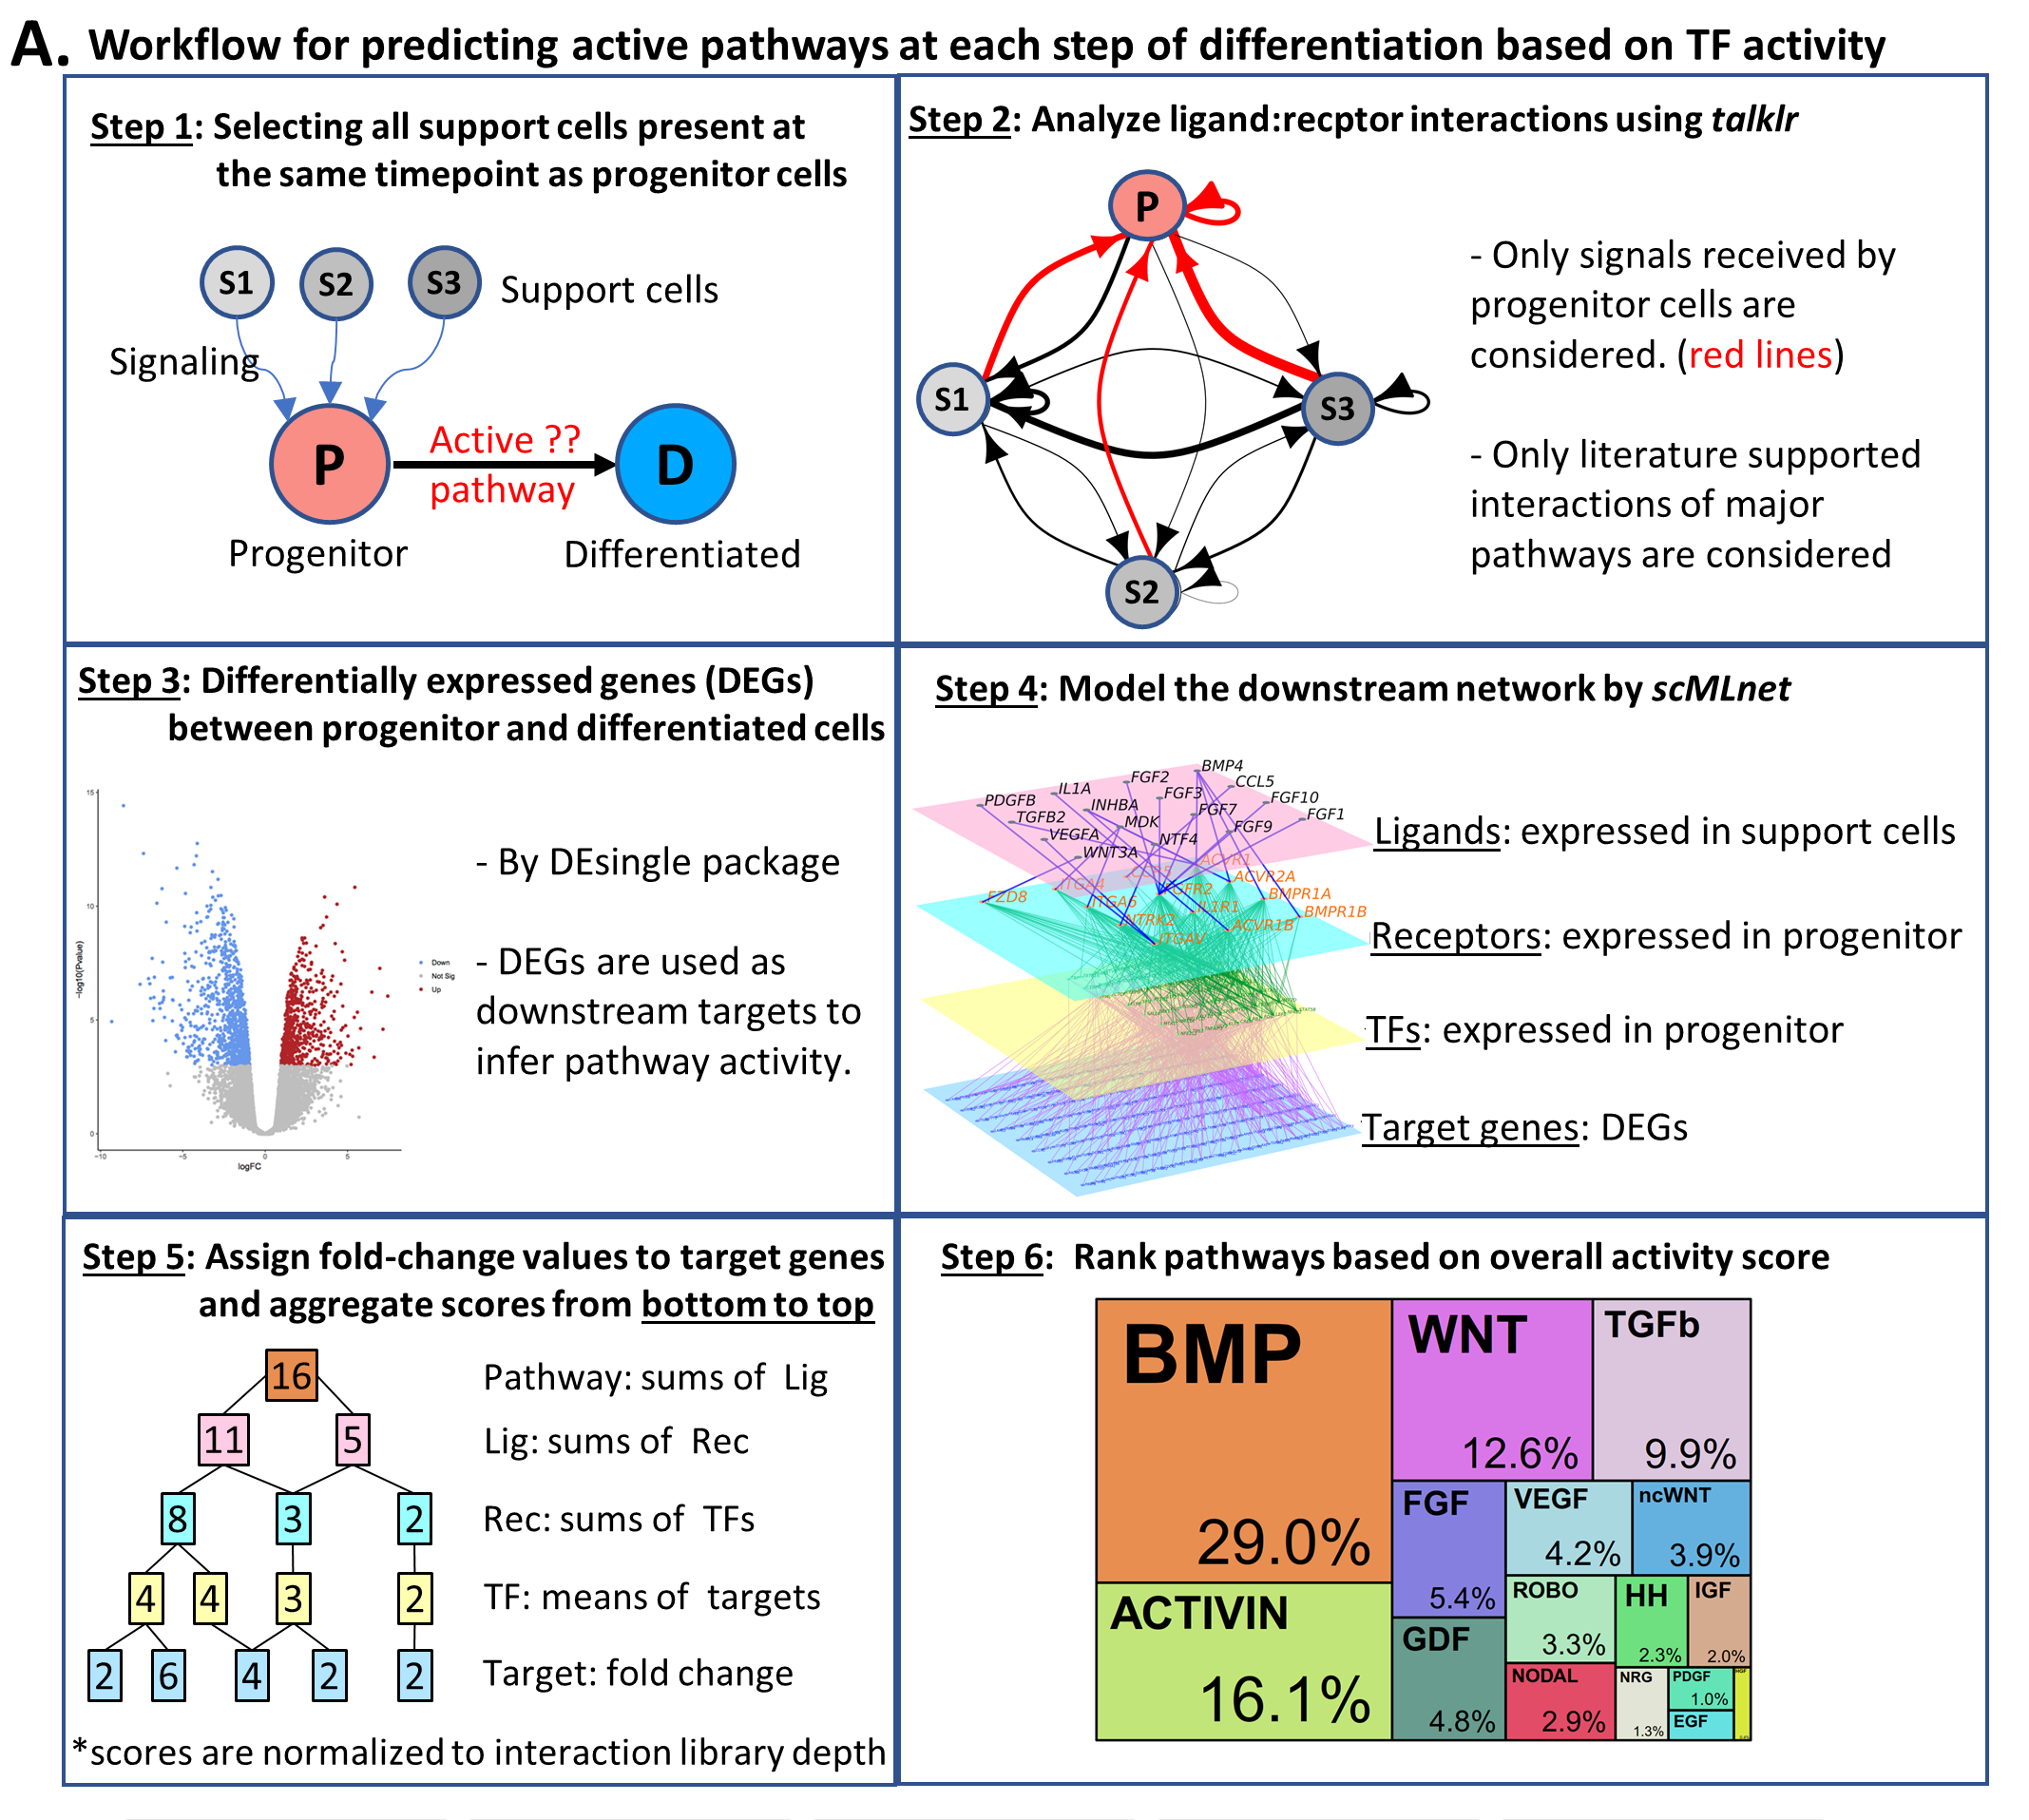 A. Workflow for predicting active pathways at each step of differentiation based on TF activity
Step 1: Selecting all support cells present at
the same timepoint as progenitor cells
S1
S2
S3
Support cells
Signaling
P
Active ??
pathway
D
Progenitor
Differentiated
Step 2: Analyze ligand:recptor interactions using talklr
P
S1
S3
S2
- Only signals received by
progenitor cells are
considered. (red lines)
- Only literature supported
interactions of major
pathways are considered
Step 3: Differentially expressed genes (DEGs)
between progenitor and differentiated cells
15
10
5
0
-log10(Pvalue)
-10
-5
0
5
logFC
Down
Not Sig
Up
- By DEsingle package
- DEGs are used as
downstream targets to
infer pathway activity.
Step 4: Model the downstream network by scMLnet
BMP4
FGF2
CCL5
IL1A
FGF3
FGF10
PDGFB
INHBA
FGF7
FGF1
TGFB2
MDK
FGF9
VEGFA
NTF4
WNT3A
ACVR1
CCR5
ACVR2A
ITGA4
FGFR2
BMPR1A
FZD8
ITGA6
IL1R1
BMPR1B
NTRK2
ACVR1B
ITGAV
Ligands: expressed in support cells
Receptors: expressed in progenitor
TFs: expressed in progenitor
Target genes: DEGs
Step 5: Assign fold-change values to target genes
and aggregate scores from bottom to top
16
Pathway: sums of Lig
11 5
Lig: sums of Rec
8 3 2
Rec: sums of TFs
4 4 3 2
TF: means of targets
2 6 4 2 2
Target: fold change
*scores are normalized to interaction library depth
Step 6: Rank pathways based on overall activity score
BMP
29.0%
ACTIVIN
16.1%
WNT
12.6%
TGFb
9.9%
FGF
5.4%
GDF
4.8%
VEGF
4.2%
ncWNT
3.9%
ROBO
3.3%
HH
2.3%
IGF
2.0%
NODAL
2.9%
NRG
1.3%
PDGF
1.0%
EGF
HGF